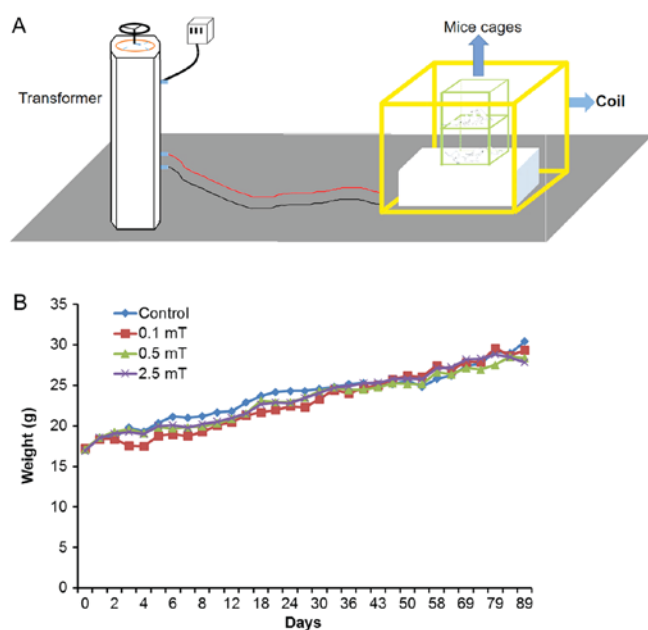 A
Mice cages
Transformer
Coil
B
35
30
25
20
15
10
5
0
Weight (g)
Control
0.1 mT
0.5 mT
2.5 mT
0 2 4 6 8 12 18 24 30 36 43 50 58 69 79 89
Days